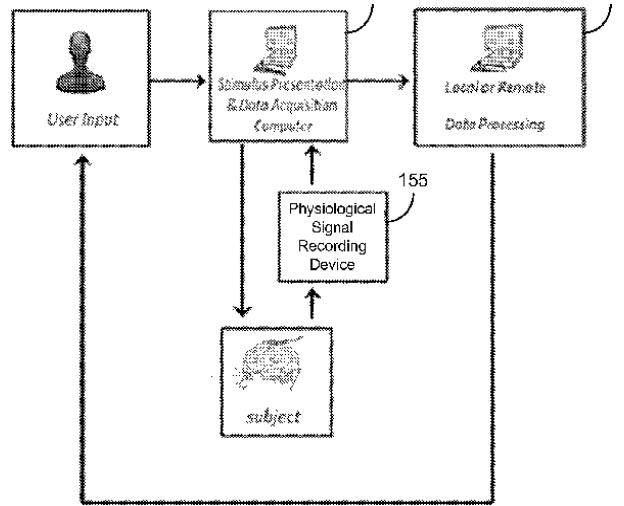 User Input
Stimulus Presentation
& Data Acquisition
Computer
Local or Remote
Data Processing
155
Physiological
Signal
Recording
Device
subject